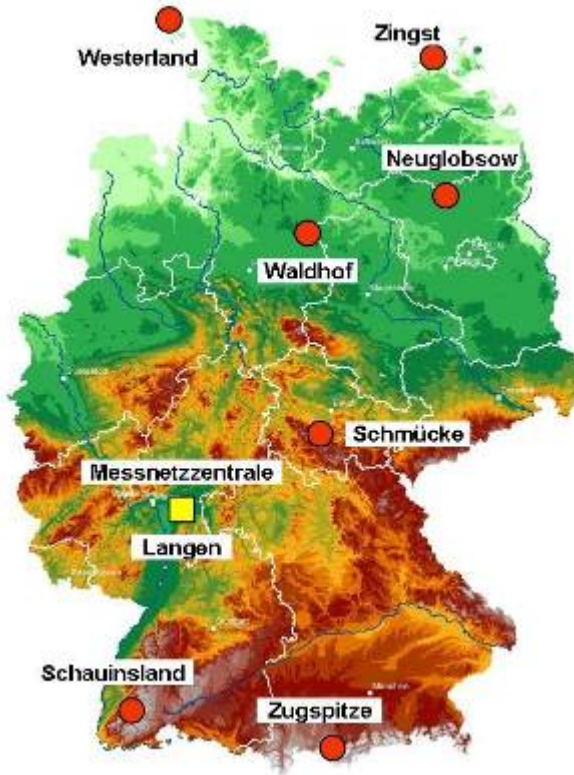 Westerland
Zingst
Neuglobsow
Waldhof
Schmücke
Messnetzzentrale
Langen
Schauinsland
Zugspitze